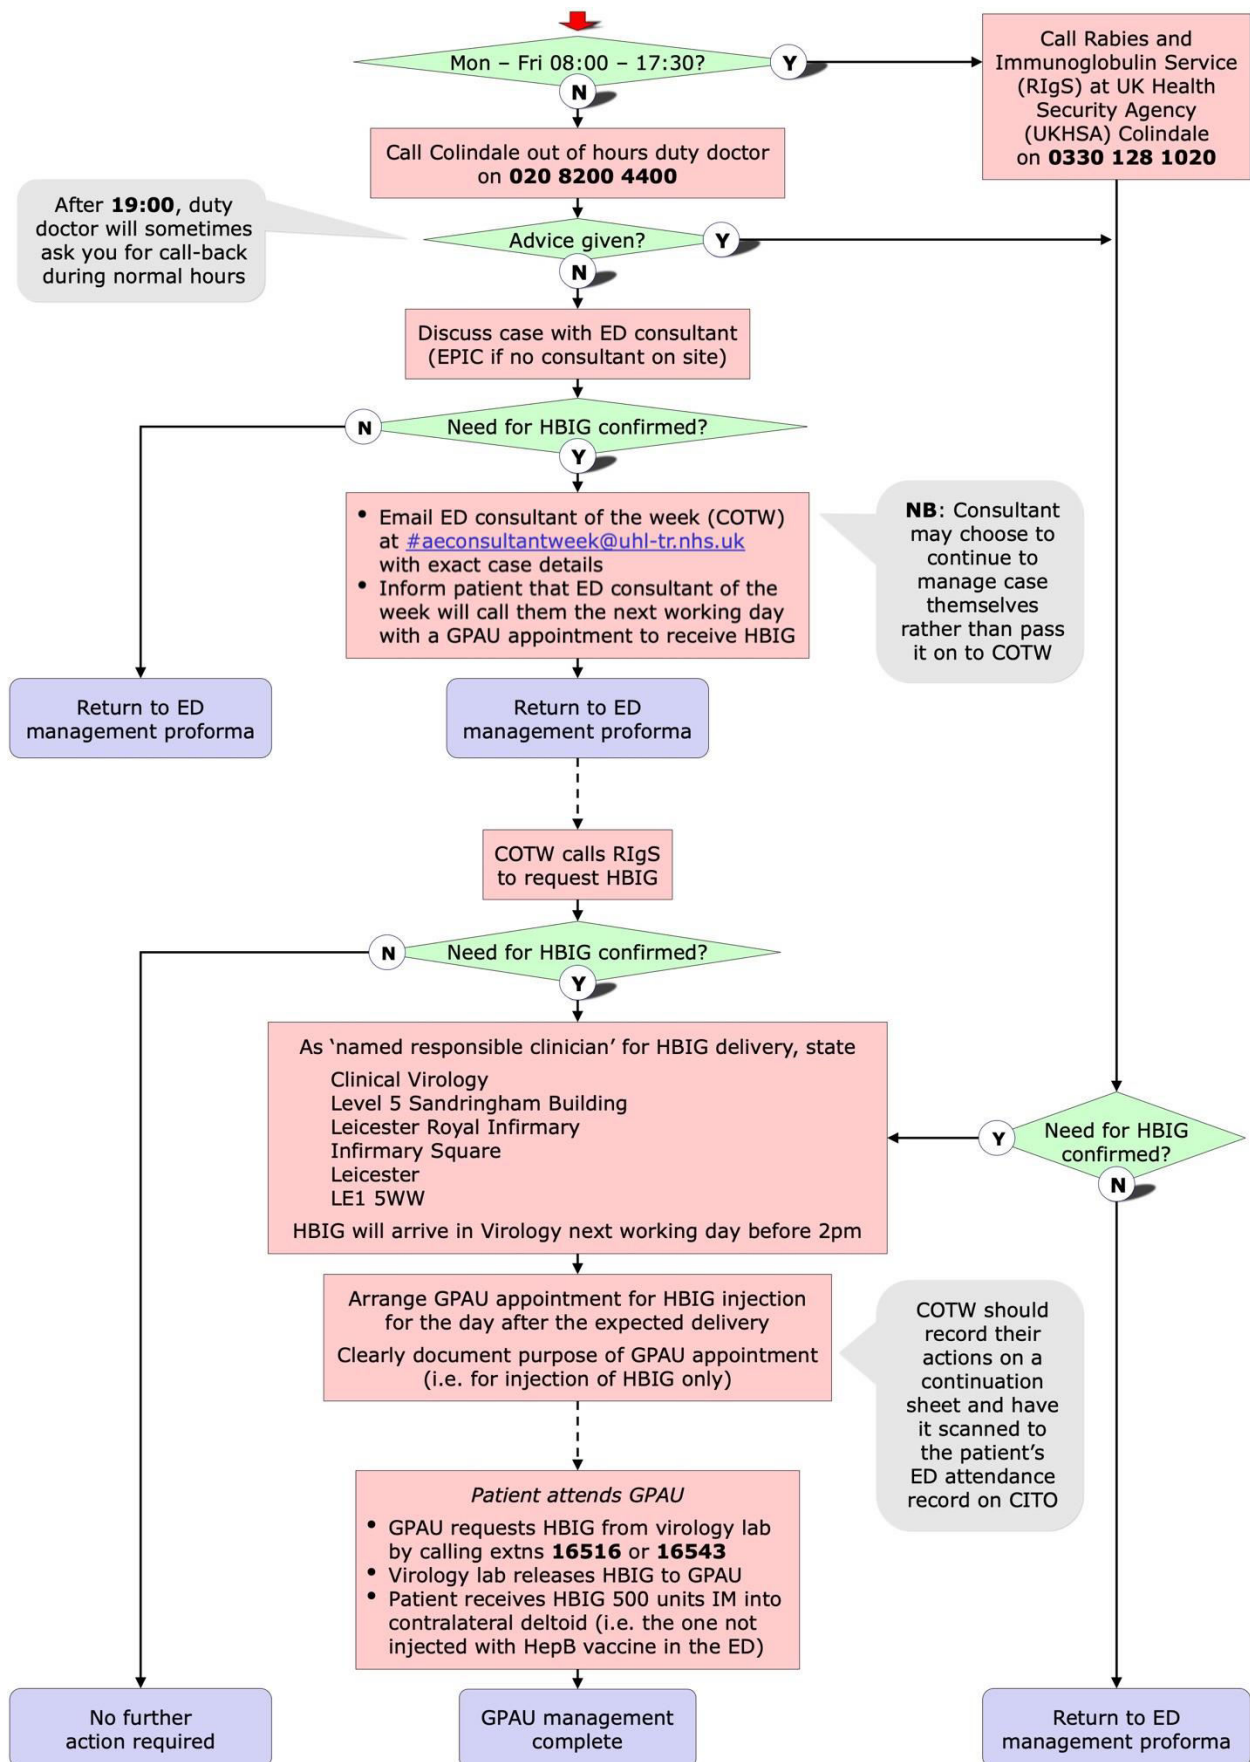 Mon – Fri 08:00 – 17:30?
Y
N
Call Rabies and
Immunoglobulin Service
(RIgS) at UK Health
Security Agency
(UKHSA) Colindale
on 0330 128 1020
Call Colindale out of hours duty doctor
on 020 8200 4400
After 19:00, duty
doctor will sometimes
ask you for call-back
during normal hours
Advice given?
Y
N
Discuss case with ED consultant
(EPIC if no consultant on site)
N
Need for HBIG confirmed?
Y
• Email ED consultant of the week (COTW)
at #aeconsultantweek@uhl-tr.nhs.uk
with exact case details
• Inform patient that ED consultant of the
week will call them the next working day
with a GPAU appointment to receive HBIG
NB: Consultant
may choose to
continue to
manage case
themselves
rather than pass
it on to COTW
Return to ED
management proforma
Return to ED
management proforma
COTW calls RIgS
to request HBIG
N
Need for HBIG confirmed?
Y
As ‘named responsible clinician’ for HBIG delivery, state
Clinical Virology
Level 5 Sandringham Building
Leicester Royal Infirmary
Infirmary Square
Leicester
LE1 5WW
HBIG will arrive in Virology next working day before 2pm
Y
Need for HBIG
confirmed?
N
Arrange GPAU appointment for HBIG injection
for the day after the expected delivery
Clearly document purpose of GPAU appointment
(i.e. for injection of HBIG only)
COTW should
record their
actions on a
continuation
sheet and have
it scanned to
the patient’s
ED attendance
record on CITO
Patient attends GPAU
• GPAU requests HBIG from virology lab
by calling extns 16516 or 16543
• Virology lab releases HBIG to GPAU
• Patient receives HBIG 500 units IM into
contralateral deltoid (i.e. the one not
injected with HepB vaccine in the ED)
No further
action required
GPAU management
complete
Return to ED
management proforma